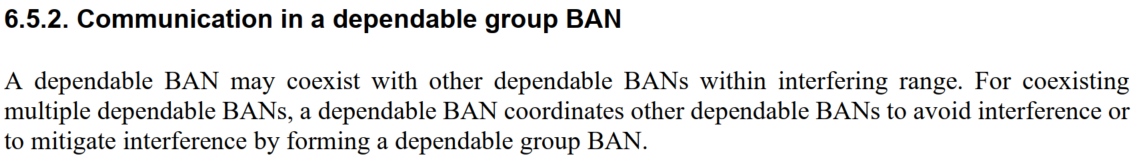 6.5.2. Communication in a dependable group BAN
A dependable BAN may coexist with other dependable BANs within interfering range. For coexisting
multiple dependable BANs, a dependable BAN coordinates other dependable BANs to avoid interference or
to mitigate interference by forming a dependable group BAN.